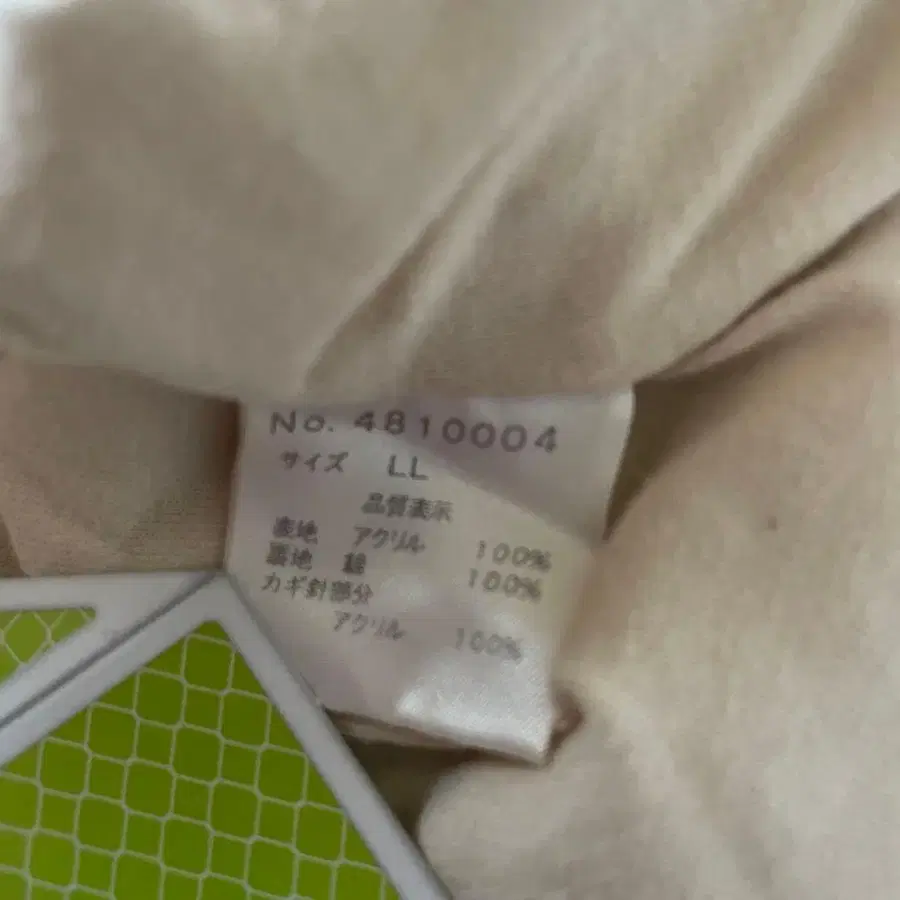 No. 4810004
サイズ LL
品質表示
表地 アクリル 100%
裏地 綿 100%
カギ針部分
アクリル 100%